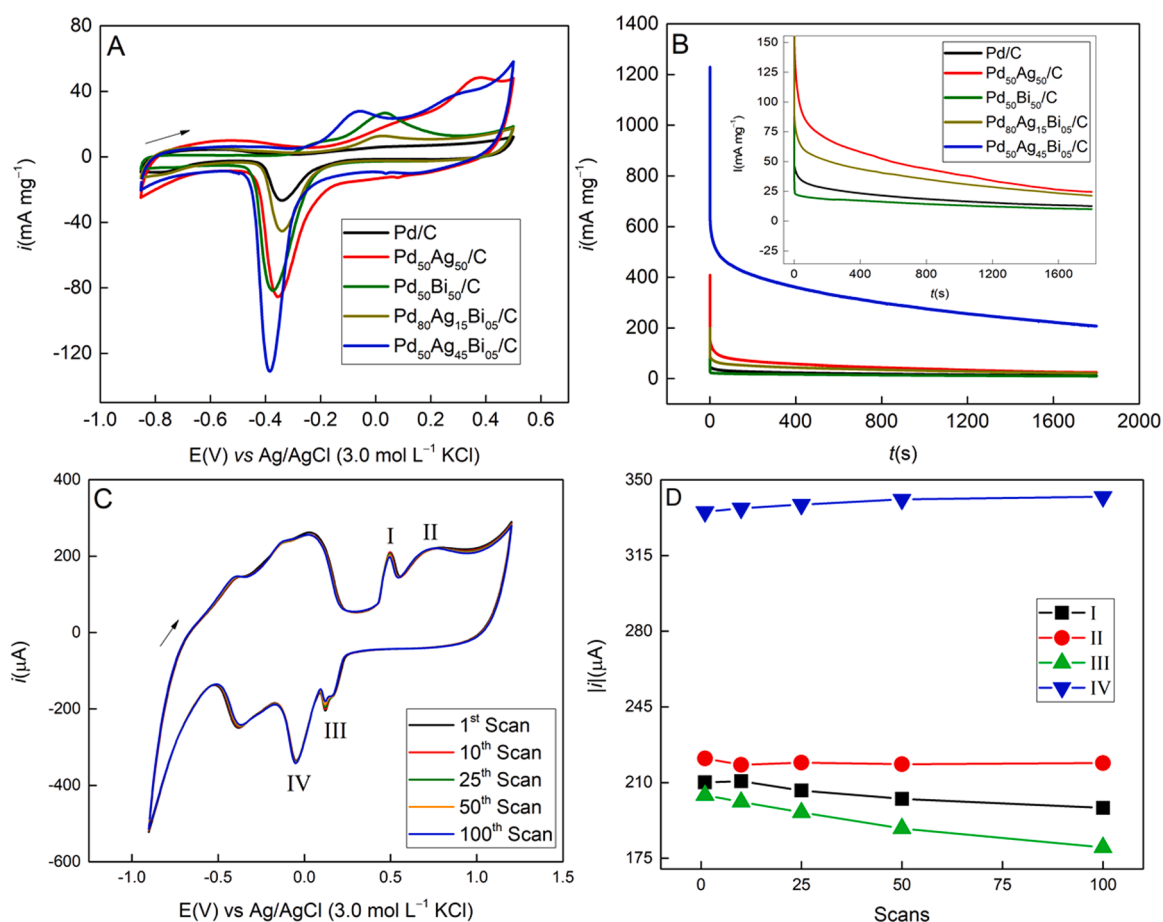 A
80
40
0
-40
-80
-120
i(mA mg⁻¹)
Pd/C
Pd₅₀Ag₅₀/C
Pd₅₀Bi₅₀/C
Pd₈₀Ag₁₅Bi₀₅/C
Pd₅₀Ag₄₅Bi₀₅/C
-1.0 -0.8 -0.6 -0.4 -0.2 0.0 0.2 0.4 0.6
E(V) vs Ag/AgCl (3.0 mol L⁻¹ KCl)
B
1400
1200
1000
800
600
400
200
0
i(mA mg⁻¹)
150
125
100
75
50
25
0
-25
I(mA mg⁻¹)
Pd/C
Pd₅₀Ag₅₀/C
Pd₅₀Bi₅₀/C
Pd₈₀Ag₁₅Bi₀₅/C
Pd₅₀Ag₄₅Bi₀₅/C
0 400 800 1200 1600
t(s)
0 400 800 1200 1600 2000
t(s)
C
400
200
0
-200
-400
-600
i(µA)
I
II
III
IV
1ˢᵗ Scan
10ᵗʰ Scan
25ᵗʰ Scan
50ᵗʰ Scan
100ᵗʰ Scan
-1.0 -0.5 0.0 0.5 1.0 1.5
E(V) vs Ag/AgCl (3.0 mol L⁻¹ KCl)
D
350
315
280
245
210
175
|i|(µA)
I
II
III
IV
0 25 50 75 100
Scans